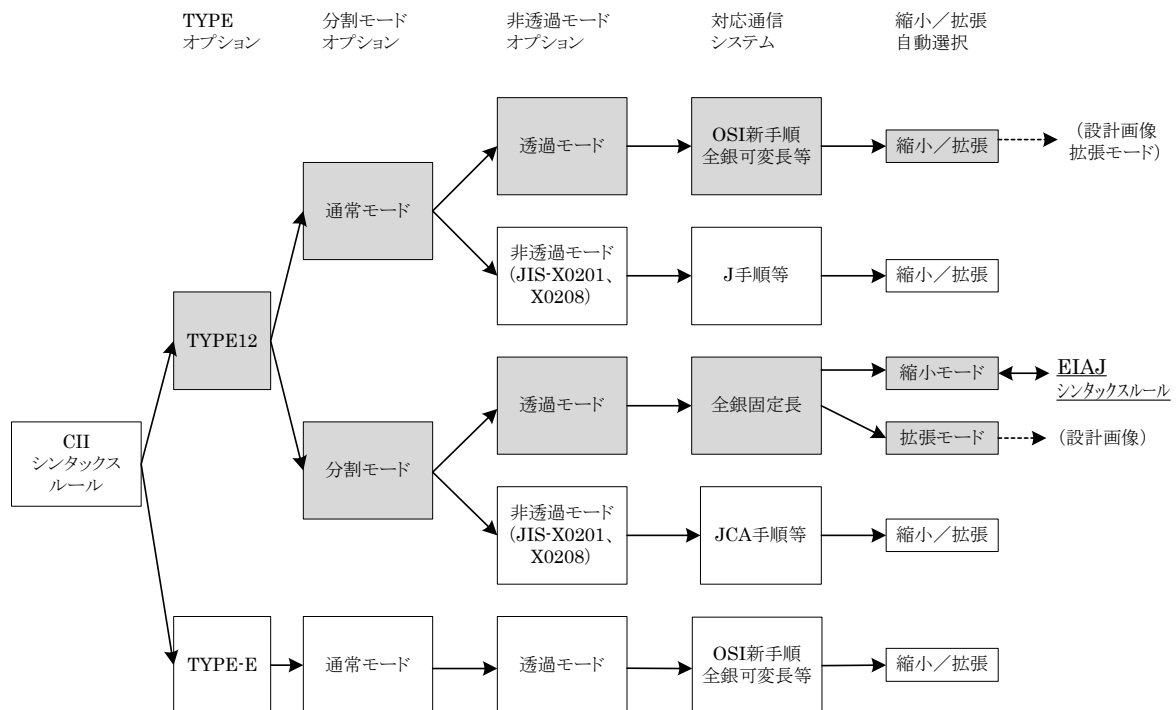 TYPE
オプション
分割モード
オプション
非透過モード
オプション
対応通信
システム
縮小／拡張
自動選択
透過モード
OSI新手順
全銀可変長等
縮小／拡張
（設計画像
拡張モード）
通常モード
非透過モード
(JIS-X0201、
X0208)
J手順等
縮小／拡張
TYPE12
透過モード
全銀固定長
縮小モード
EIAJ
シンタックスルール
拡張モード
（設計画像）
CII
シンタックス
ルール
分割モード
非透過モード
(JIS-X0201、
X0208)
JCA手順等
縮小／拡張
TYPE-E
通常モード
透過モード
OSI新手順
全銀可変長等
縮小／拡張